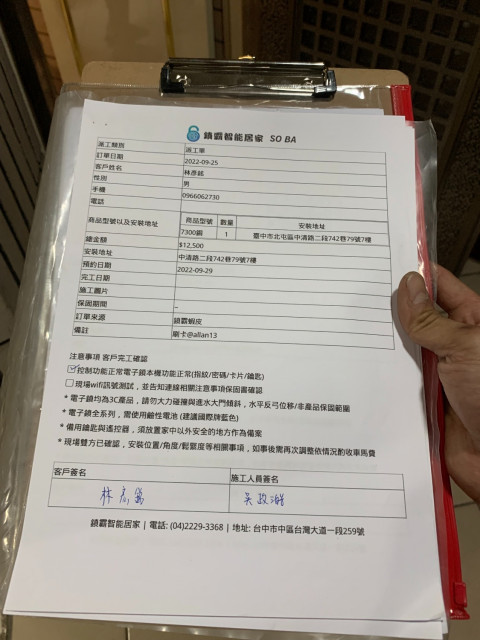 鎖霸智能居家 SO BA
派工類別 派工單
訂單日期 2022-09-25
客戶姓名 林彥銘
性別 男
手機 0966062730
電話
商品型號以及安裝地址 商品型號 數量 安裝地址
7300鎖 1 臺中市北屯區中清路二段742巷79號7樓
總金額 $12,500
安裝地址 中清路二段742巷79號7樓
預約日期 2022-09-29
完工日期
施工圖片
保固期間 --
訂單來源 鎖霸蝦皮
備註 刷卡@allan13
注意事項 客戶完工確認
控制功能正常電子鎖本機功能正常(指紋/密碼/卡片/鑰匙)
現場wifi訊號測試，並告知連線相關注意事項保固書確認
* 電子鎖均為3C產品，請勿大力碰撞與進水大門傾斜，水平反弓位移/非產品保固範圍
* 電子鎖全系列，需使用鹼性電池 (建議國際牌藍色)
* 備用鑰匙與遙控器，須放置家中以外安全的地方作為備案
* 現場雙方已確認，安裝位置/角度/鬆緊度等相關事項，如事後需再次調整依情況酌收車馬費
客戶簽名 施工人員簽名
林彥銘 吳政
鎖霸智能居家 | 電話: (04)2229-3368 | 地址: 台中市中區台灣大道一段259號